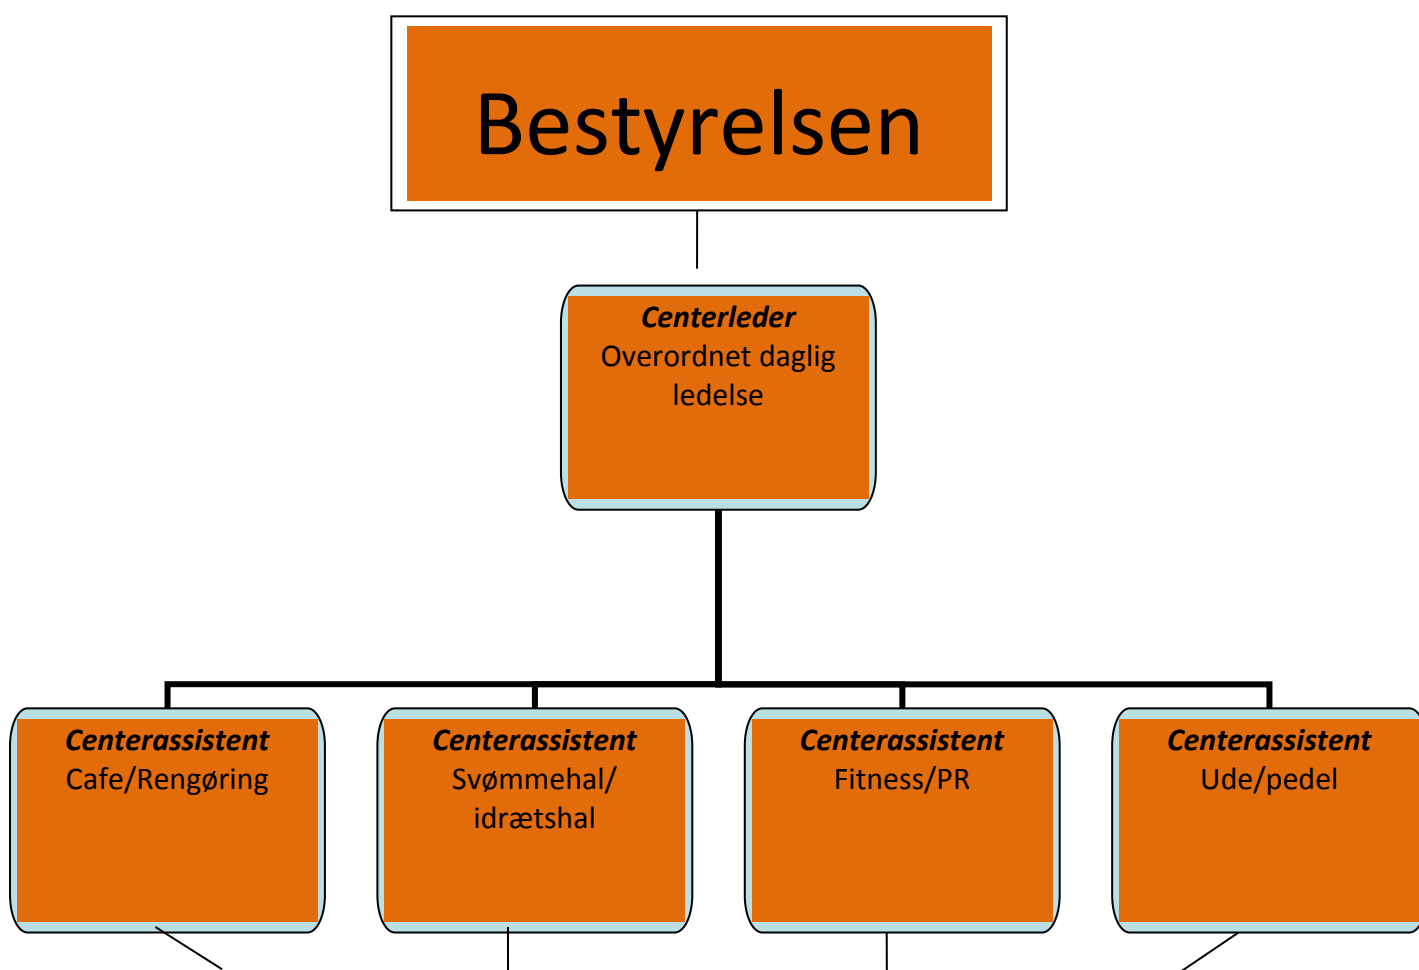 Bestyrelsen
Centerleder
Overordnet daglig
ledelse
Centerassistent
Cafe/Rengøring
Centerassistent
Svømmehal/
idrætshal
Centerassistent
Fitness/PR
Centerassistent
Ude/pedel